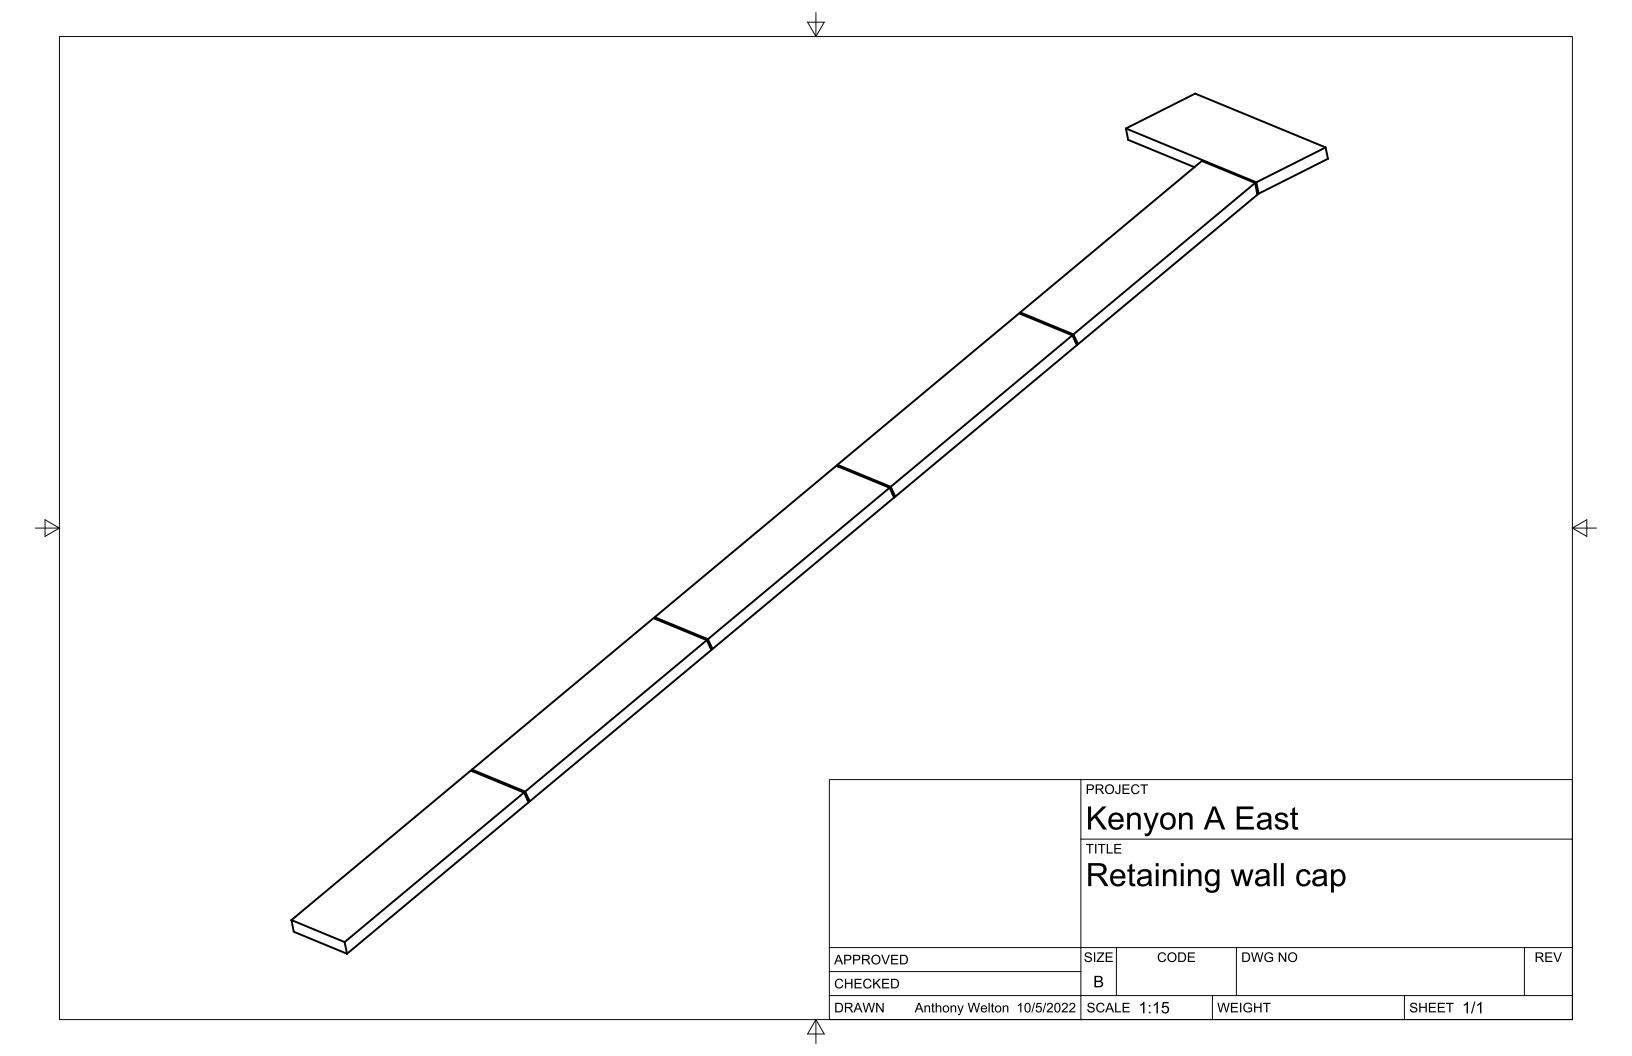 PROJECT
Kenyon A East
TITLE
Retaining wall cap
APPROVED
CHECKED
DRAWN Anthony Welton 10/5/2022
SIZE
B
CODE
DWG NO
REV
SCALE 1:15
WEIGHT
SHEET 1/1